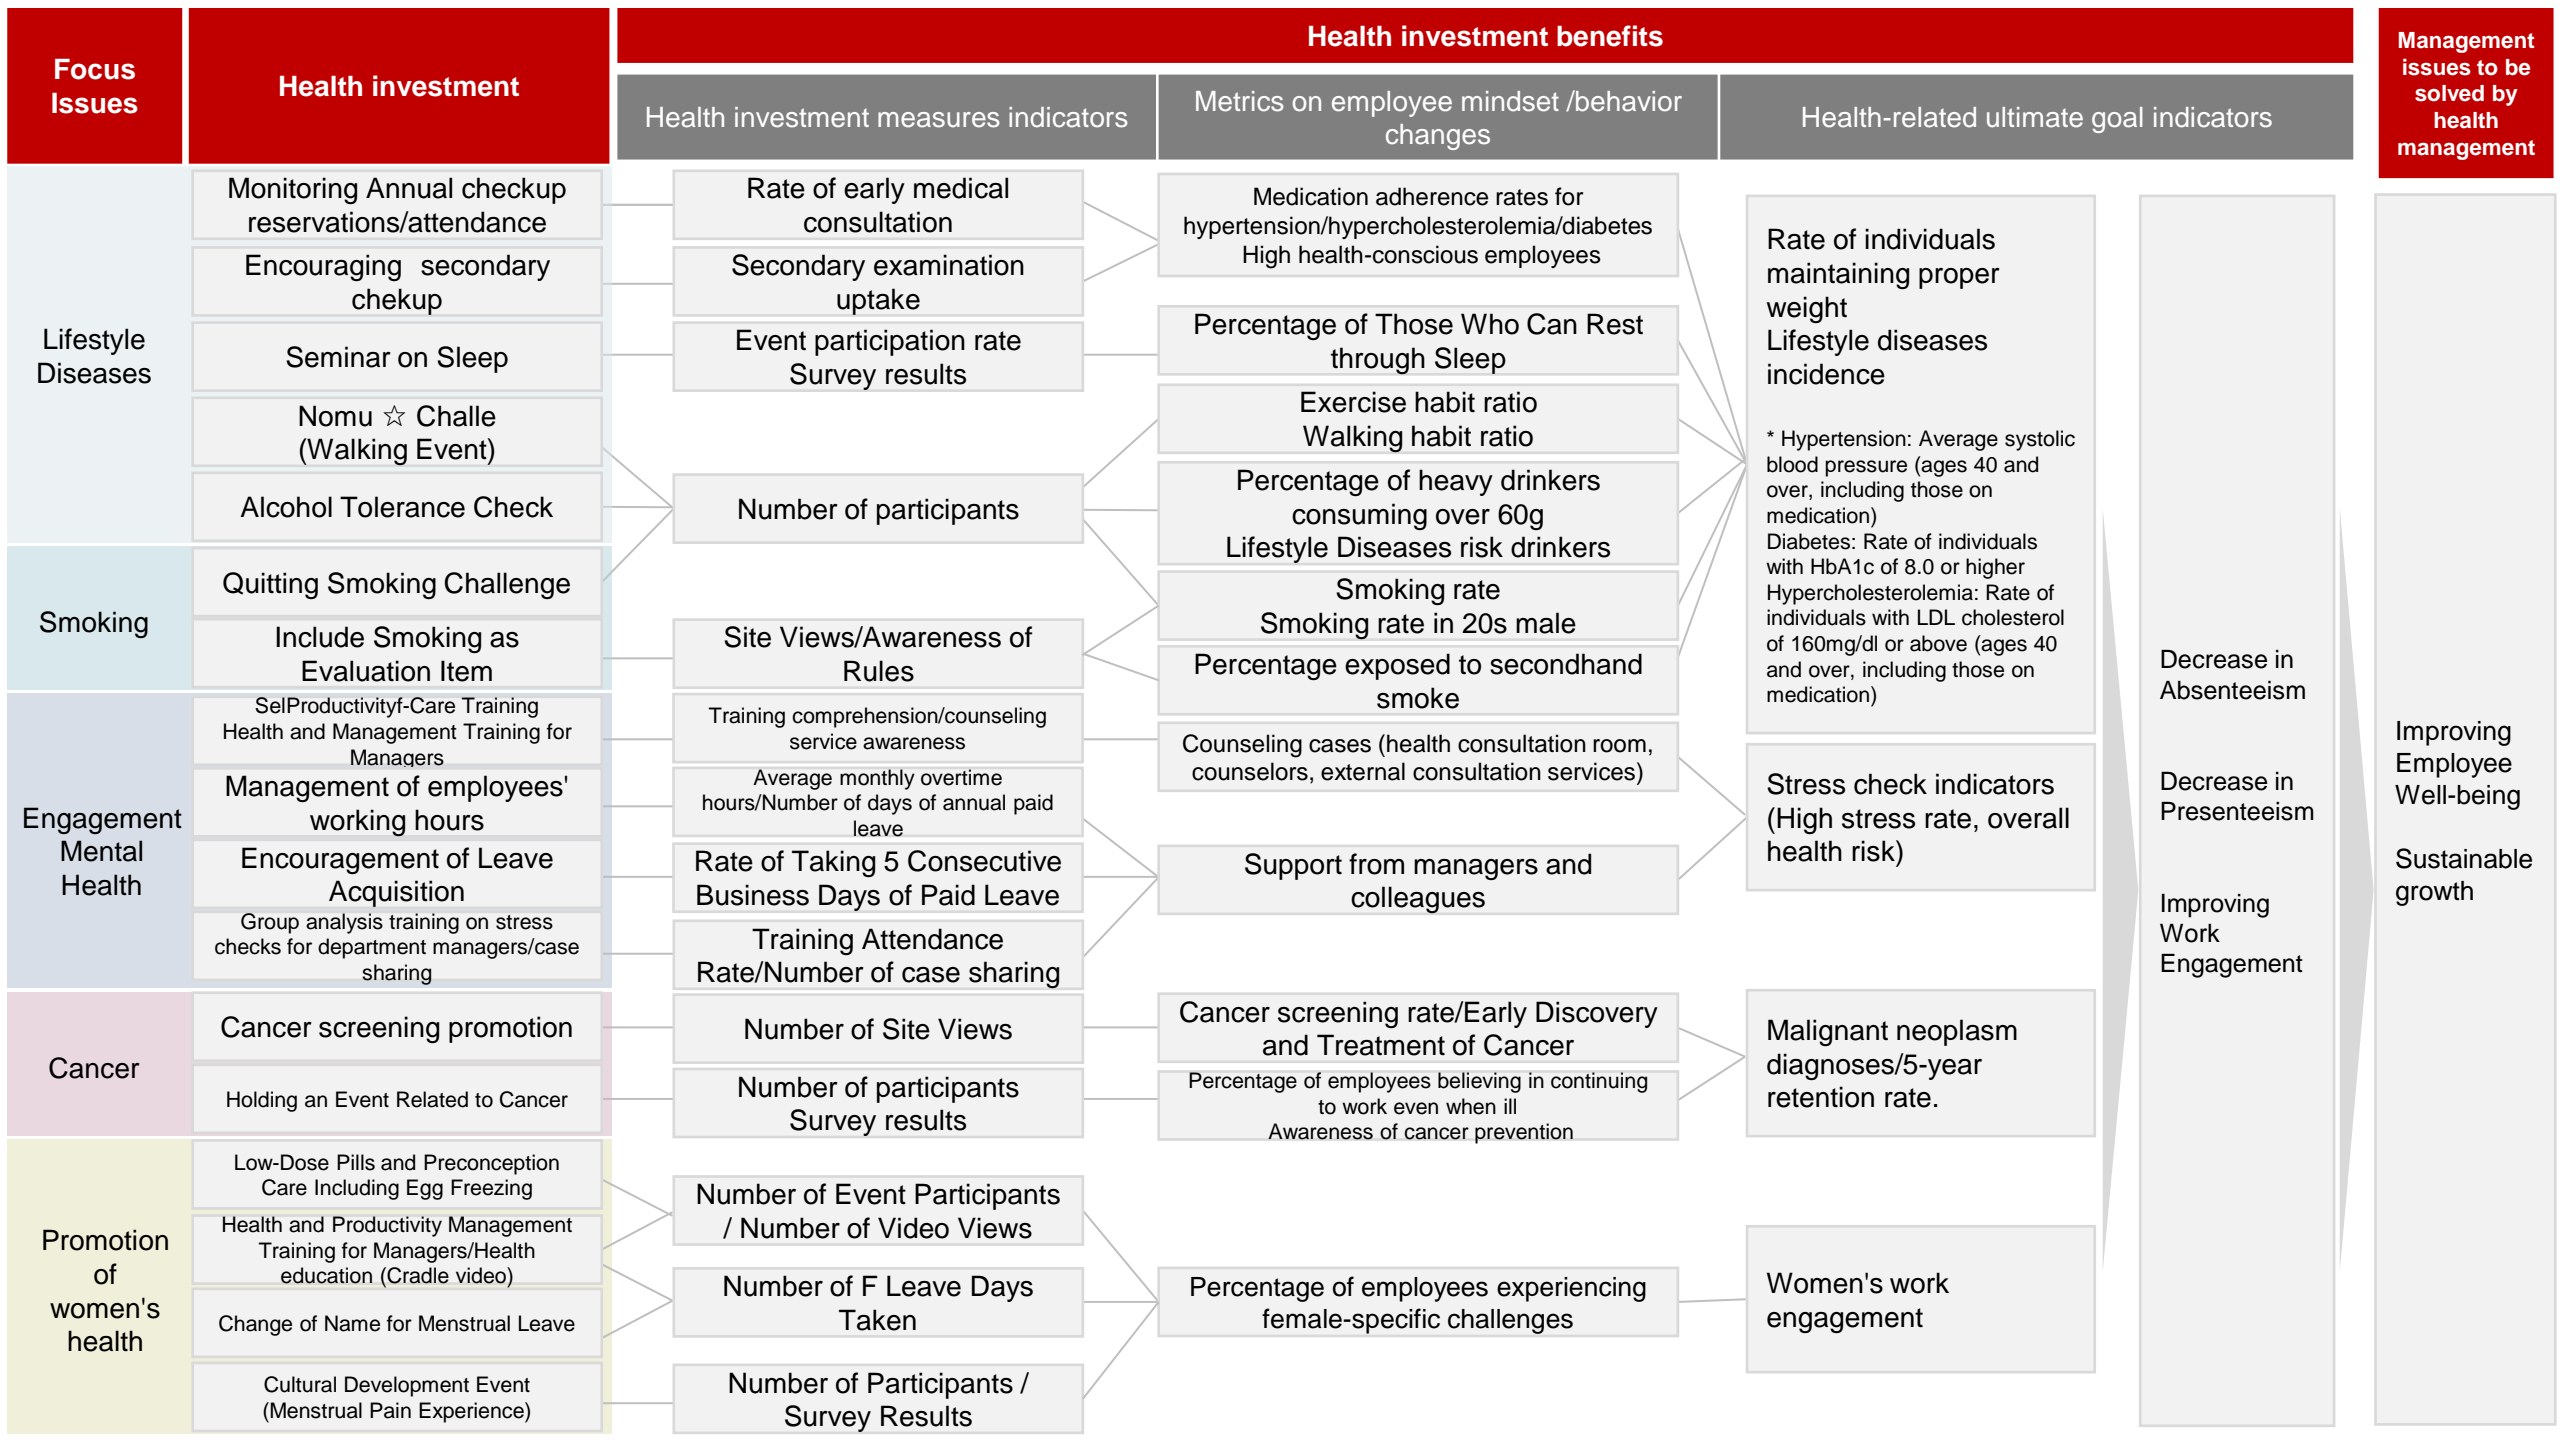 Focus
Issues
Health investment
Health investment benefits
Management
issues to be
solved by
health
management
Health investment measures indicators
Metrics on employee mindset /behavior
changes
Health-related ultimate goal indicators
Lifestyle
Diseases
Monitoring Annual checkup
reservations/attendance
Encouraging secondary
chekup
Seminar on Sleep
Nomu ☆ Challe
(Walking Event)
Alcohol Tolerance Check
Smoking
Quitting Smoking Challenge
Include Smoking as
Evaluation Item
Engagement
Mental
Health
SelProductivityf-Care Training
Health and Management Training for
Managers
Management of employees'
working hours
Encouragement of Leave
Acquisition
Group analysis training on stress
checks for department managers/case
sharing
Cancer
Cancer screening promotion
Holding an Event Related to Cancer
Promotion
of
women's
health
Low-Dose Pills and Preconception
Care Including Egg Freezing
Health and Productivity Management
Training for Managers/Health
education (Cradle video)
Change of Name for Menstrual Leave
Cultural Development Event
(Menstrual Pain Experience)
Rate of early medical
consultation
Secondary examination
uptake
Event participation rate
Survey results
Number of participants
Site Views/Awareness of
Rules
Training comprehension/counseling
service awareness
Average monthly overtime
hours/Number of days of annual paid
leave
Rate of Taking 5 Consecutive
Business Days of Paid Leave
Training Attendance
Rate/Number of case sharing
Number of Site Views
Number of participants
Survey results
Number of Event Participants
/ Number of Video Views
Number of F Leave Days
Taken
Number of Participants /
Survey Results
Medication adherence rates for
hypertension/hypercholesterolemia/diabetes
High health-conscious employees
Percentage of Those Who Can Rest
through Sleep
Exercise habit ratio
Walking habit ratio
Percentage of heavy drinkers
consuming over 60g
Lifestyle Diseases risk drinkers
Smoking rate
Smoking rate in 20s male
Percentage exposed to secondhand
smoke
Counseling cases (health consultation room,
counselors, external consultation services)
Support from managers and
colleagues
Cancer screening rate/Early Discovery
and Treatment of Cancer
Percentage of employees believing in continuing
to work even when ill
Awareness of cancer prevention
Percentage of employees experiencing
female-specific challenges
Rate of individuals
maintaining proper
weight
Lifestyle diseases
incidence
* Hypertension: Average systolic
blood pressure (ages 40 and
over, including those on
medication)
Diabetes: Rate of individuals
with HbA1c of 8.0 or higher
Hypercholesterolemia: Rate of
individuals with LDL cholesterol
of 160mg/dl or above (ages 40
and over, including those on
medication)
Stress check indicators
(High stress rate, overall
health risk)
Malignant neoplasm
diagnoses/5-year
retention rate.
Women's work
engagement
Decrease in
Absenteeism
Decrease in
Presenteeism
Improving
Work
Engagement
Improving
Employee
Well-being
Sustainable
growth